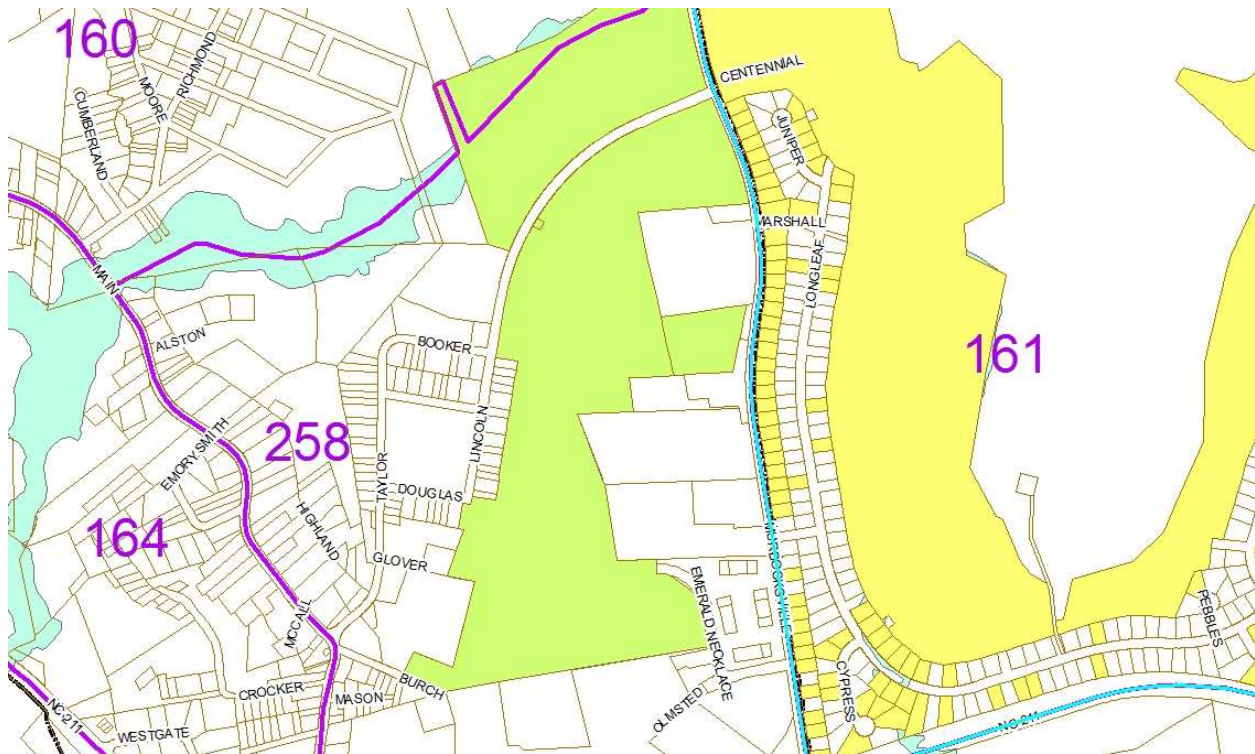 160
MOORE
RICHMOND
CUMBERLAND
CENTENNIAL
JUNIPER
MARSHALL
LONGLEAF
MAIN
ALSTON
BOOKER
161
EMORY SMITH
258
LINCOLN
TAYLOR
DOUGLAS
HIGHLAND
164
GLOVER
MURDOCKSVILLE
EMERALD NECKLACE
MCCALL
PEBBLES
BURCH
CROCKER
MASON
OLMSTED
CYPRESS
NC-211
NC-211
WESTGATE